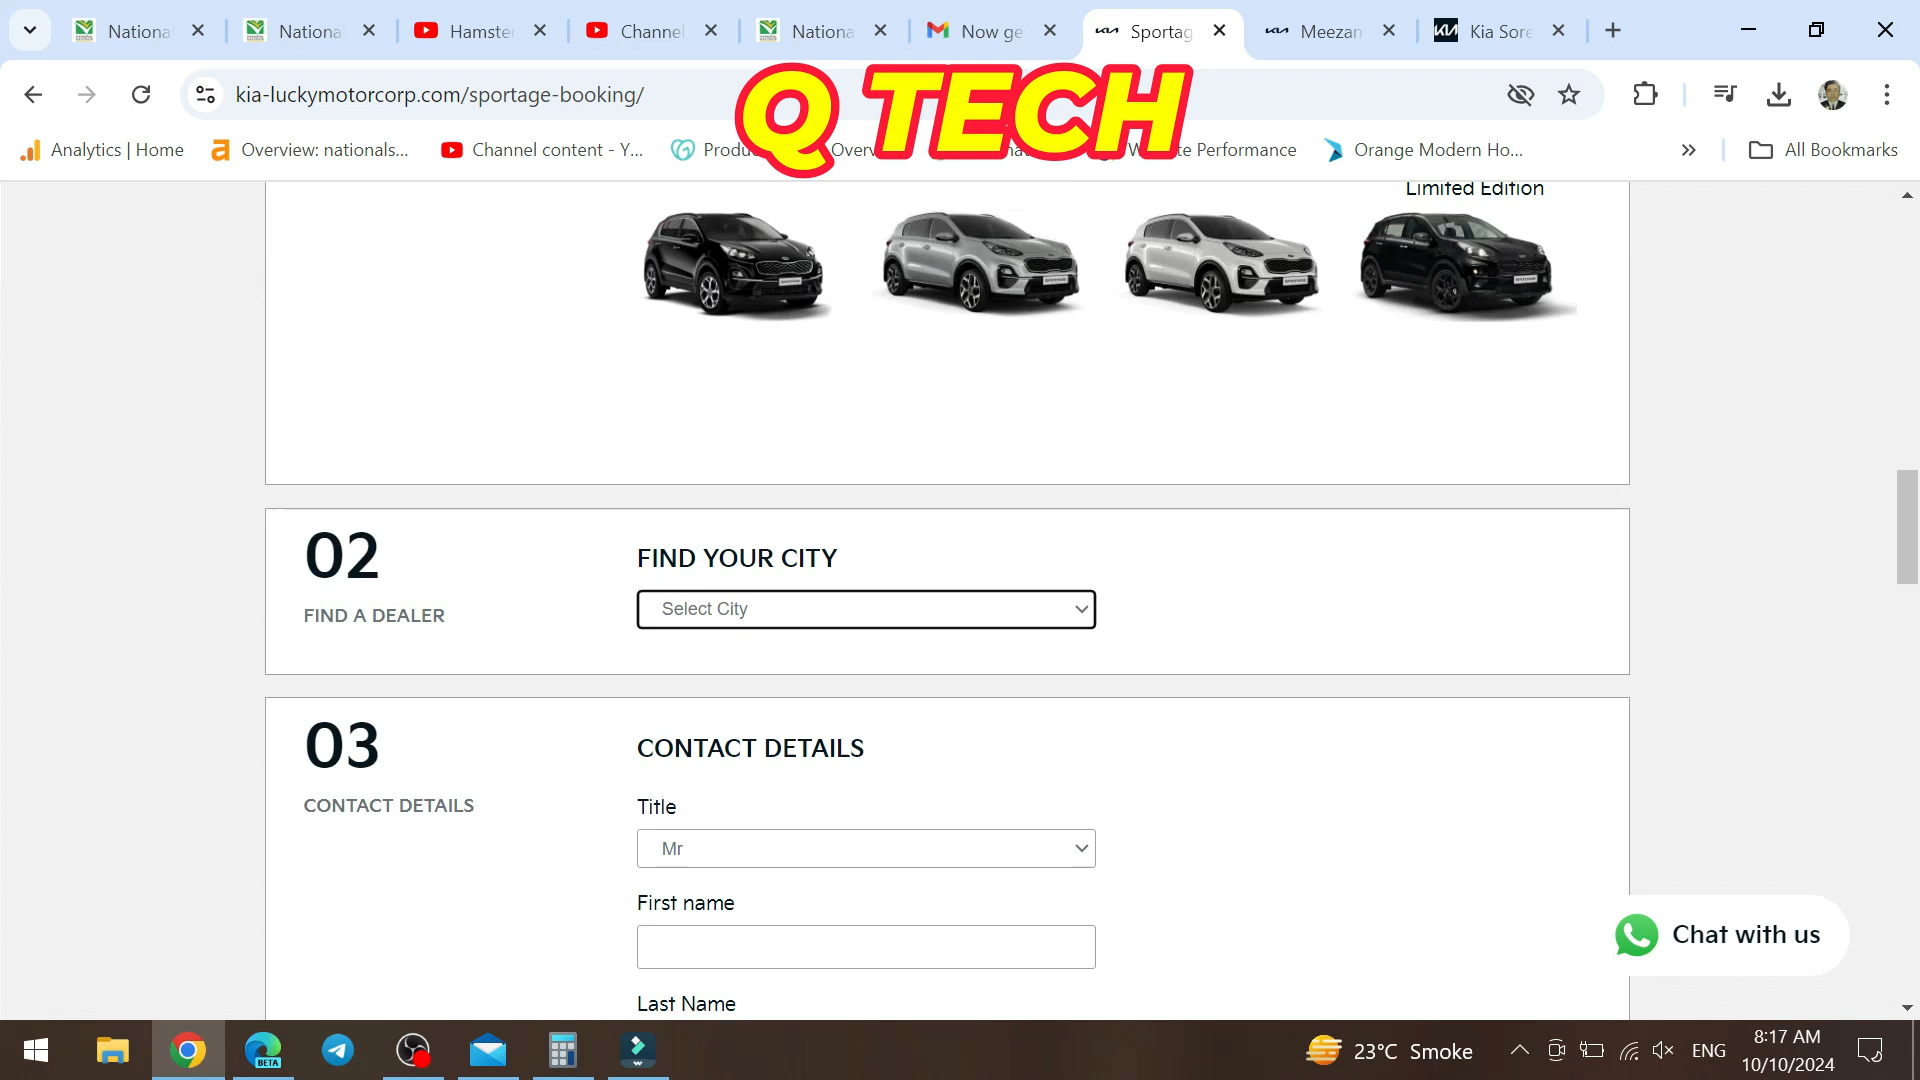 Nationa
Nationa
Hamste
Channel
Nationa
Now ge
Sportag
Meezan
Kia Sore
kia-luckymotorcorp.com/sportage-booking/
Q TECH
Analytics | Home
Overview: nationals...
Channel content - Y...
Produ
Overv
te Performance
Orange Modern Ho...
All Bookmarks
Limited Edition
02
FIND A DEALER
FIND YOUR CITY
Select City
03
CONTACT DETAILS
CONTACT DETAILS
Title
Mr
First name
Last Name
Chat with us
BETA
23°C Smoke
ENG
8:17 AM
10/10/2024